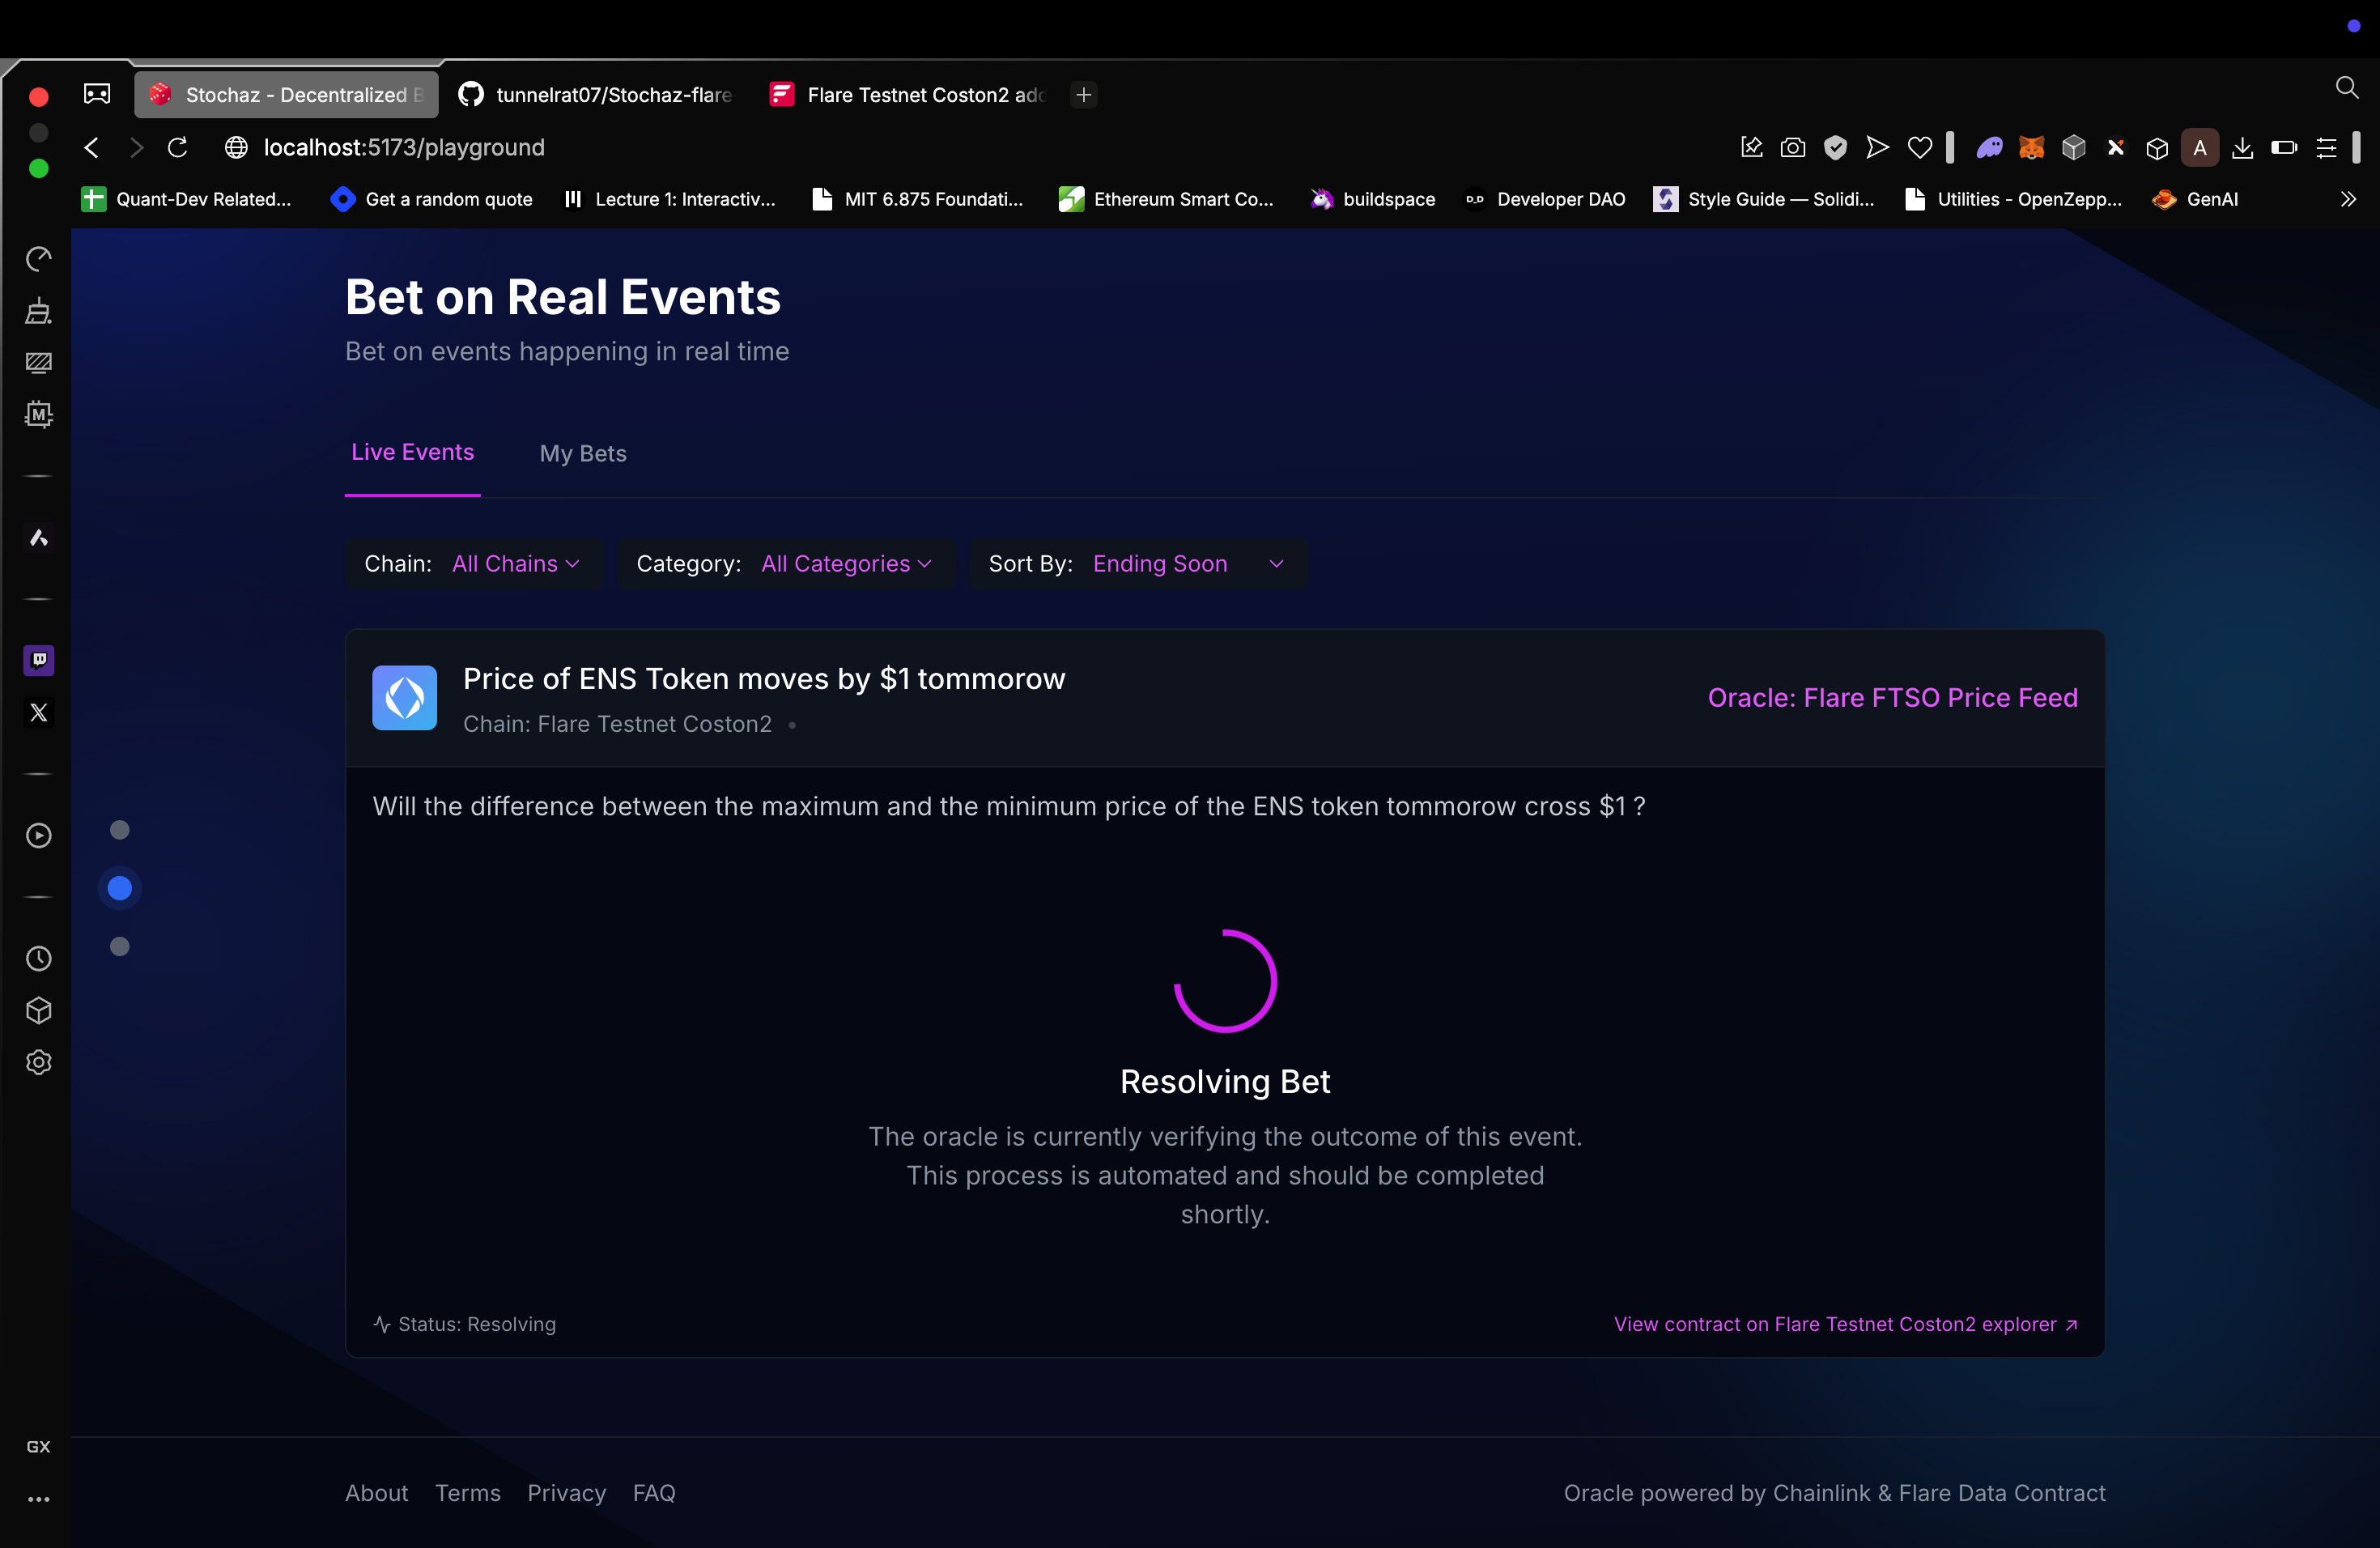 Stochaz - Decentralized B
tunnelrat07/Stochaz-flare
Flare Testnet Coston2 add
localhost:5173/playground
A
Quant-Dev Related...
Get a random quote
Lecture 1: Interactiv...
MIT 6.875 Foundati...
Ethereum Smart Co...
buildspace
D_D
Developer DAO
Style Guide — Solidi...
Utilities - OpenZepp...
GenAI
M
Bet on Real Events
Bet on events happening in real time
Live Events
My Bets
Chain: All Chains
Category: All Categories
Sort By: Ending Soon
Price of ENS Token moves by $1 tommorow
Chain: Flare Testnet Coston2 •
Oracle: Flare FTSO Price Feed
Will the difference between the maximum and the minimum price of the ENS token tommorow cross $1 ?
Resolving Bet
The oracle is currently verifying the outcome of this event.
This process is automated and should be completed
shortly.
Status: Resolving
View contract on Flare Testnet Coston2 explorer ↗
GX
About
Terms
Privacy
FAQ
Oracle powered by Chainlink & Flare Data Contract